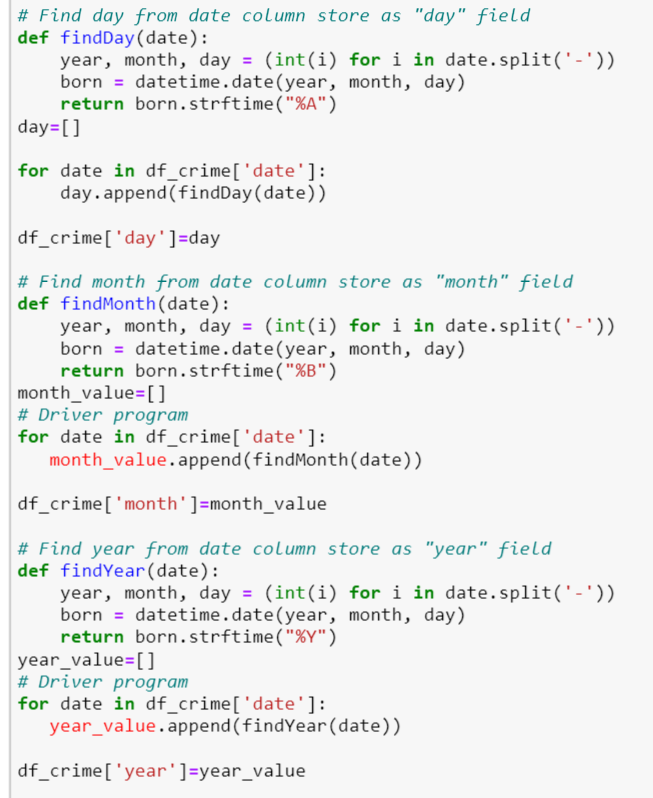 # Find day from date column store as "day" field
def findDay(date):
    year, month, day = (int(i) for i in date.split('-'))
    born = datetime.date(year, month, day)
    return born.strftime("%A")
day=[]

for date in df_crime['date']:
    day.append(findDay(date))

df_crime['day']=day

# Find month from date column store as "month" field
def findMonth(date):
    year, month, day = (int(i) for i in date.split('-'))
    born = datetime.date(year, month, day)
    return born.strftime("%B")
month_value=[]
# Driver program
for date in df_crime['date']:
   month_value.append(findMonth(date))

df_crime['month']=month_value

# Find year from date column store as "year" field
def findYear(date):
    year, month, day = (int(i) for i in date.split('-'))
    born = datetime.date(year, month, day)
    return born.strftime("%Y")
year_value=[]
# Driver program
for date in df_crime['date']:
   year_value.append(findYear(date))

df_crime['year']=year_value